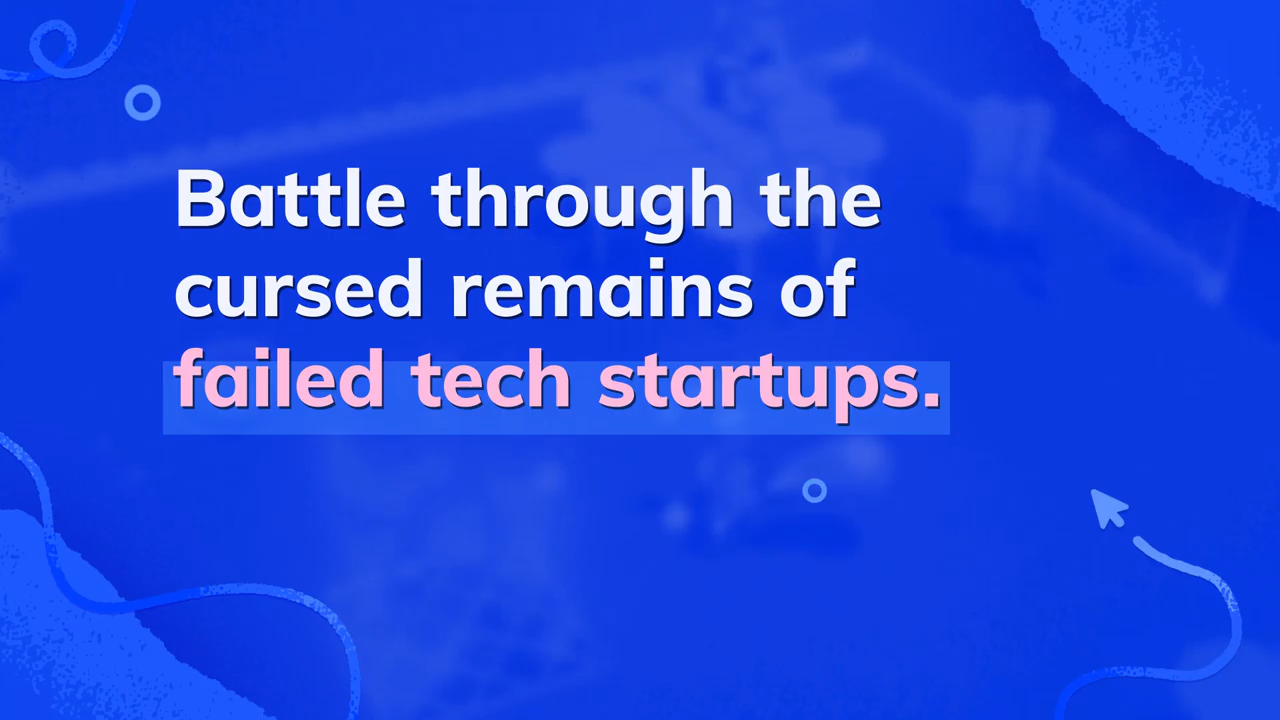 Battle through the
cursed remains of
failed tech startups.